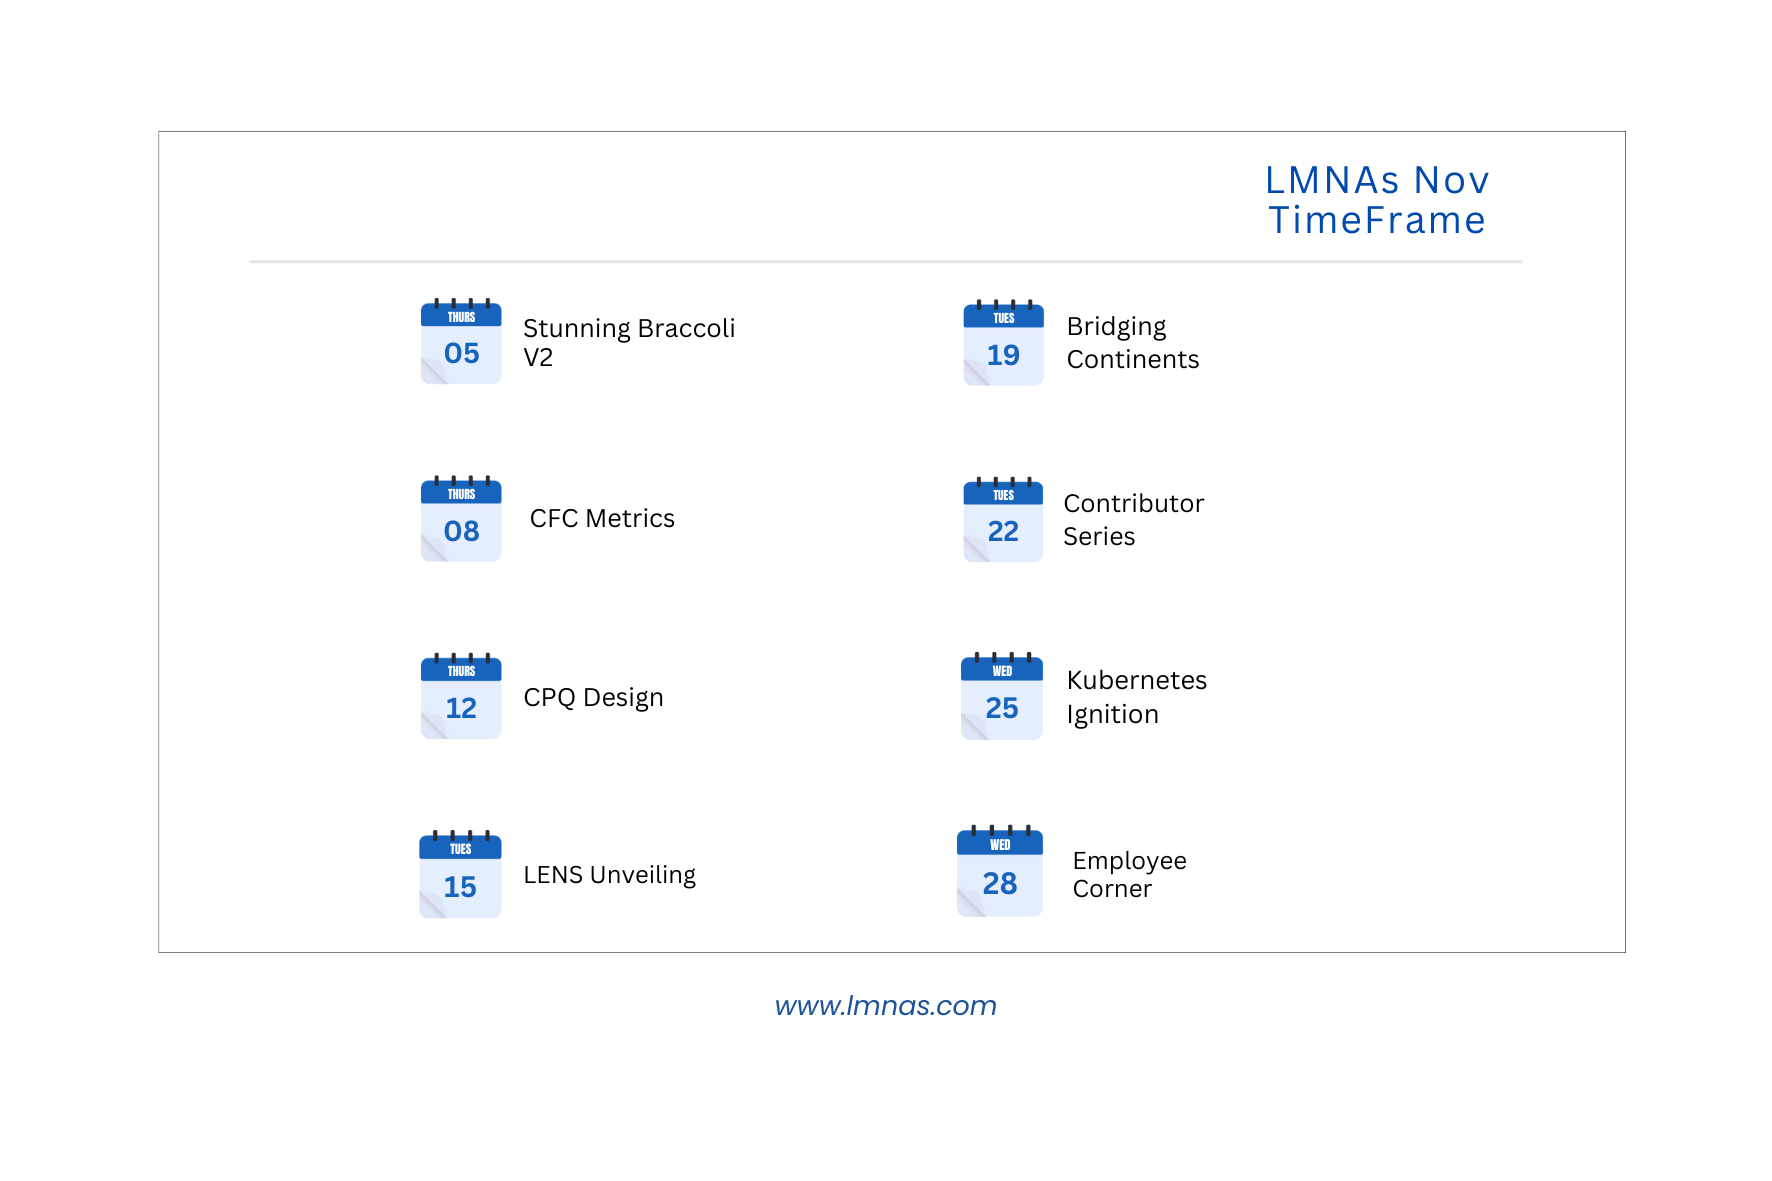 LMNAs Nov
TimeFrame
THURS
05
Stunning Braccoli
V2
THURS
08
CFC Metrics
THURS
12
CPQ Design
TUES
15
LENS Unveiling
TUES
19
Bridging
Continents
TUES
22
Contributor
Series
WED
25
Kubernetes
Ignition
WED
28
Employee
Corner
www.lmnas.com